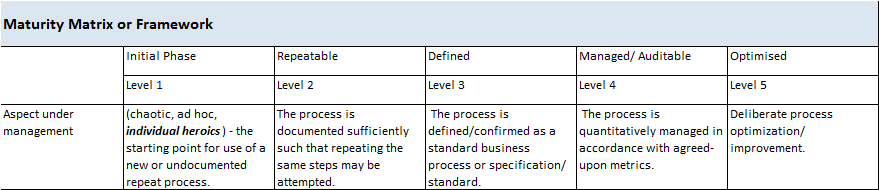 Maturity Matrix or Framework
Initial Phase
Repeatable
Defined
Managed/ Auditable
Optimised
Level 1
Level 2
Level 3
Level 4
Level 5
Aspect under
management
(chaotic, ad hoc,
individual heroics) - the
starting point for use of a
new or undocumented
repeat process.
The process is
documented sufficiently
such that repeating the
same steps may be
attempted.
The process is
defined/confirmed as a
standard business
process or specification/
standard.
The process is
quantitatively managed in
accordance with agreed-
upon metrics.
Deliberate process
optimization/
improvement.